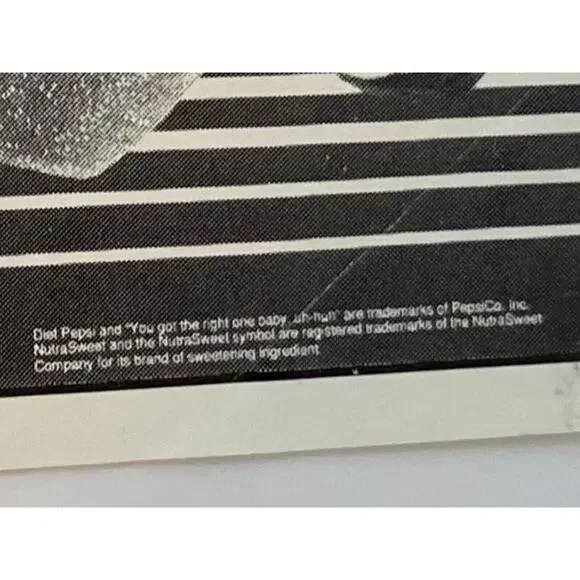 Diet Pepsi and "You got the right one baby, uh-huh" are trademarks of PepsiCo, Inc.
NutraSweet and the NutraSweet symbol are registered trademarks of the NutraSweet
Company for its brand of sweetening ingredient.